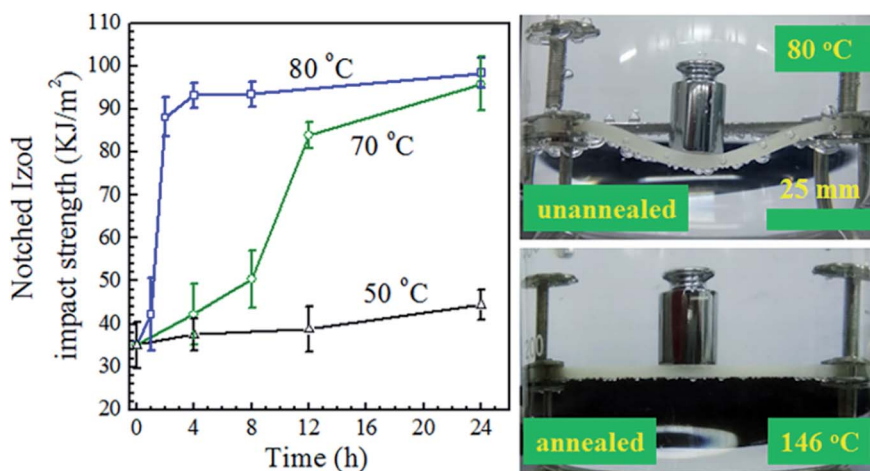 110
100
90
80
70
60
50
40
30
20
0
4
8
12
16
20
24
Notched Izod
impact strength (KJ/m²)
Time (h)
80 °C
70 °C
50 °C
80 °C
unannealed
25 mm
annealed
146 °C